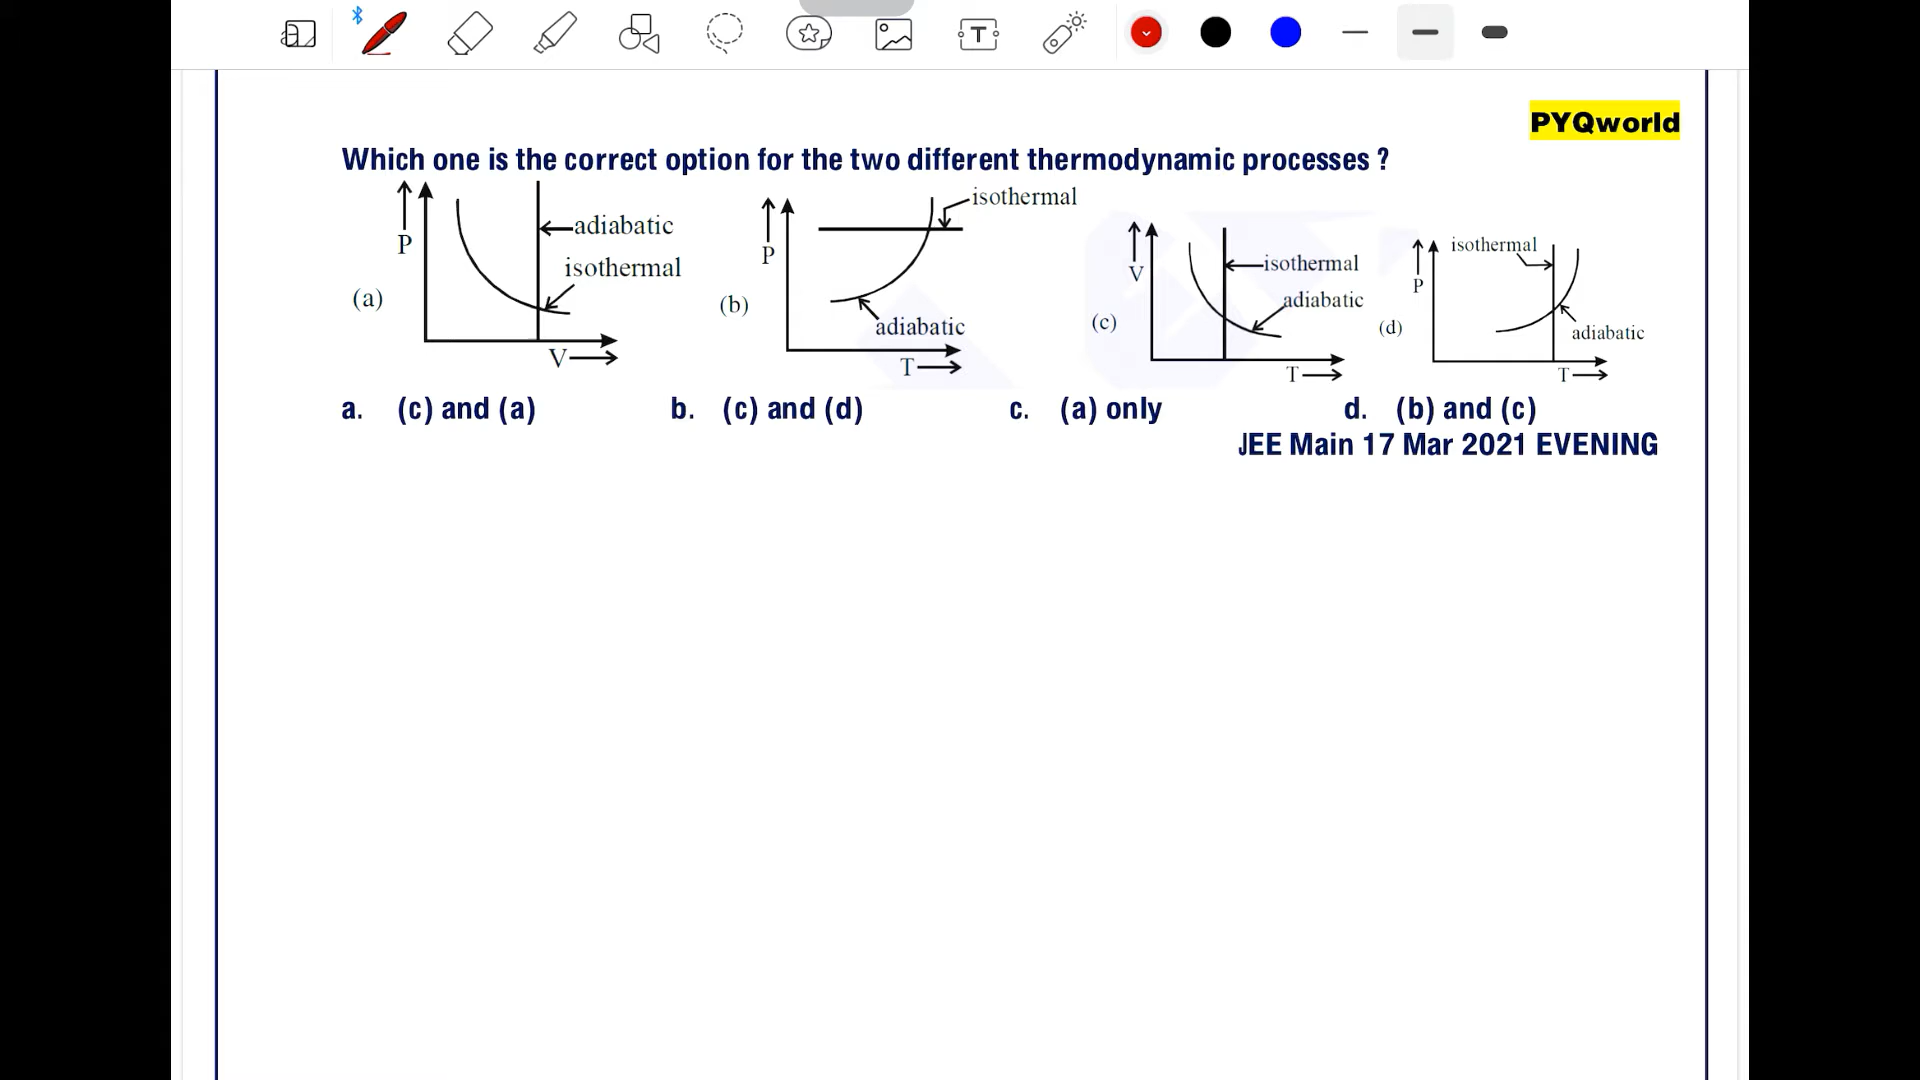 PYQworld
Which one is the correct option for the two different thermodynamic processes ?
P
adiabatic
isothermal
(a)
V
isothermal
P
(b)
adiabatic
T
V
isothermal
adiabatic
(c)
T
isothermal
P
(d)
adiabatic
T
a. (c) and (a) b. (c) and (d) c. (a) only d. (b) and (c)
JEE Main 17 Mar 2021 EVENING